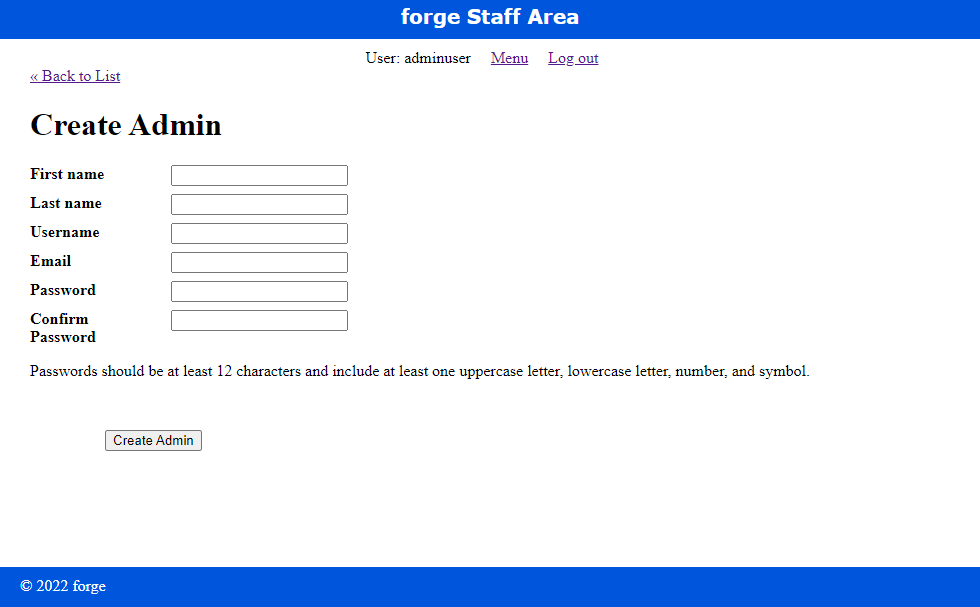 forge Staff Area
User: adminuser Menu Log out
« Back to List
Create Admin
First name
Last name
Username
Email
Password
Confirm
Password
Passwords should be at least 12 characters and include at least one uppercase letter, lowercase letter, number, and symbol.
Create Admin
© 2022 forge